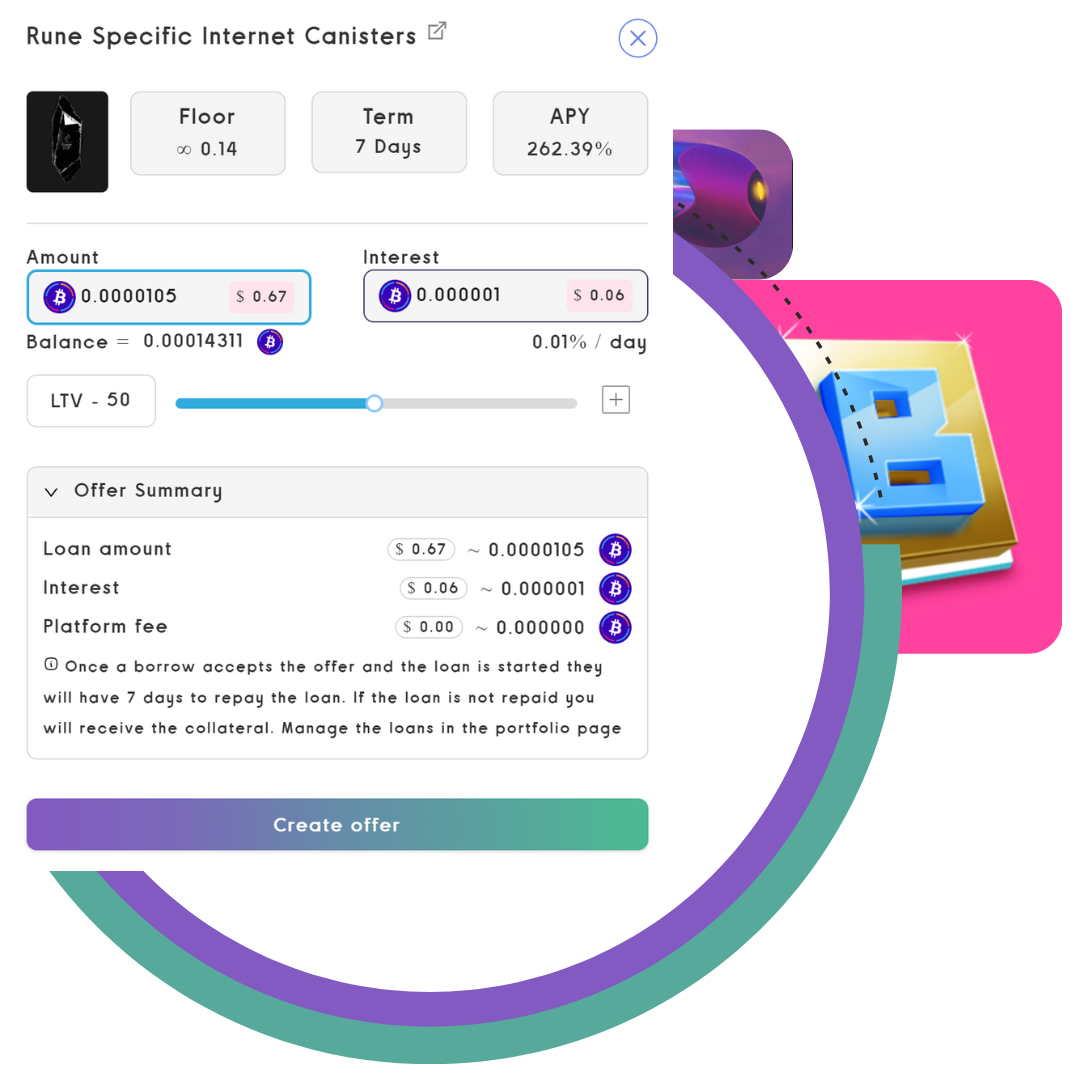 Rune Specific Internet Canisters
Floor
∞ 0.14
Term
7 Days
APY
262.39%
Amount
0.0000105 $ 0.67
Balance = 0.00014311
Interest
0.000001 $ 0.06
0.01% / day
LTV - 50
Offer Summary
Loan amount $ 0.67 ~ 0.0000105
Interest $ 0.06 ~ 0.000001
Platform fee $ 0.00 ~ 0.000000
Once a borrow accepts the offer and the loan is started they
will have 7 days to repay the loan. If the loan is not repaid you
will receive the collateral. Manage the loans in the portfolio page
Create offer
B